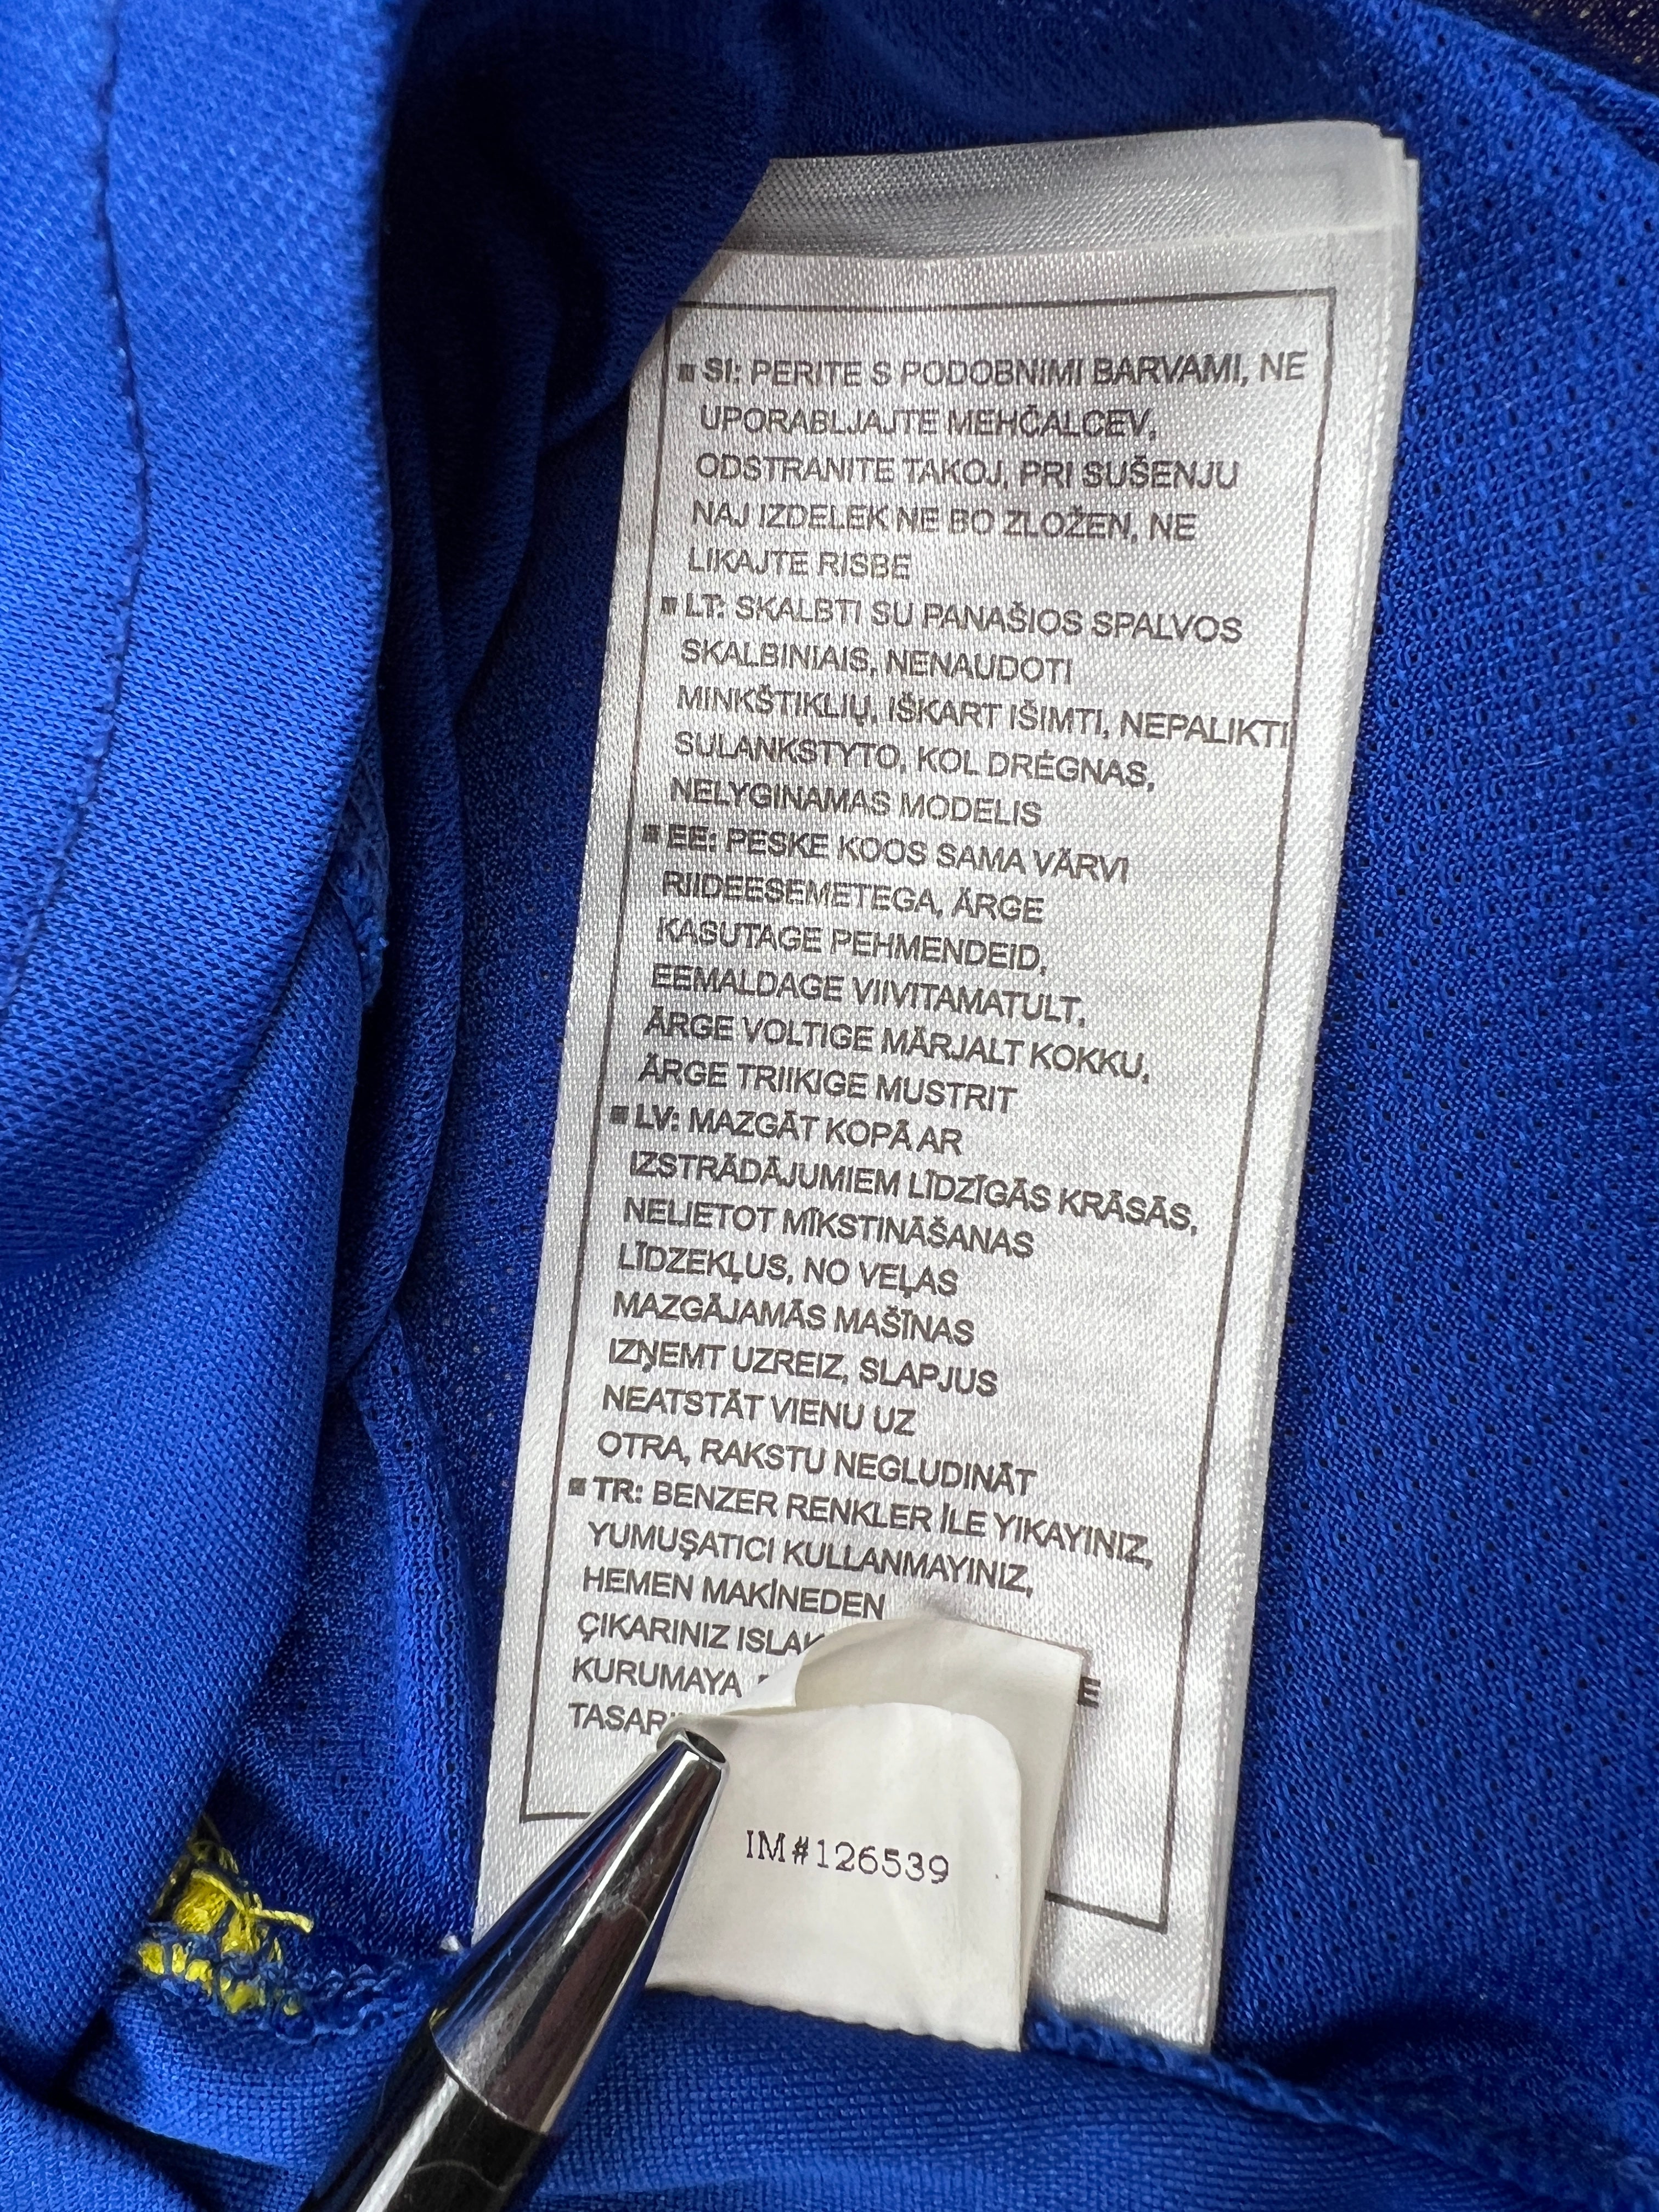 ■ SI: PERITE S PODOBNIMI BARVAMI, NE
UPORABLJAJTE MEHČALCEV,
ODSTRANITE TAKOJ, PRI SUŠENJU
NAJ IZDELEK NE BO ZLOŽEN, NE
LIKAJTE RISBE
■ LT: SKALBTI SU PANAŠIOS SPALVOS
SKALBINIAIS, NENAUDOTI
MINKŠTIKLIŲ, IŠKART IŠIMTI, NEPALIKTI
SULANKSTYTO, KOL DRĖGNAS,
NELYGINAMAS MODELIS
■ EE: PESKE KOOS SAMA VÄRVI
RIIDEESEMETEGA, ÄRGE
KASUTAGE PEHMENDEID,
EEMALDAGE VIIVITAMATULT,
ÄRGE VOLTIGE MÄRJALT KOKKU,
ÄRGE TRIIKIGE MUSTRIT
■ LV: MAZGĀT KOPĀ AR
IZSTRĀDĀJUMIEM LĪDZĪGĀS KRĀSĀS,
NELIETOT MĪKSTINĀŠANAS
LĪDZEKĻUS, NO VEĻAS
MAZGĀJAMĀS MAŠĪNAS
IZŅEMT UZREIZ, SLAPJUS
NEATSTĀT VIENU UZ
OTRA, RAKSTU NEGLUDINĀT
■ TR: BENZER RENKLER İLE YIKAYINIZ,
YUMUŞATICI KULLANMAYINIZ,
HEMEN MAKİNEDEN
ÇIKARINIZ ISLAK
KURUMAYA
IM#126539